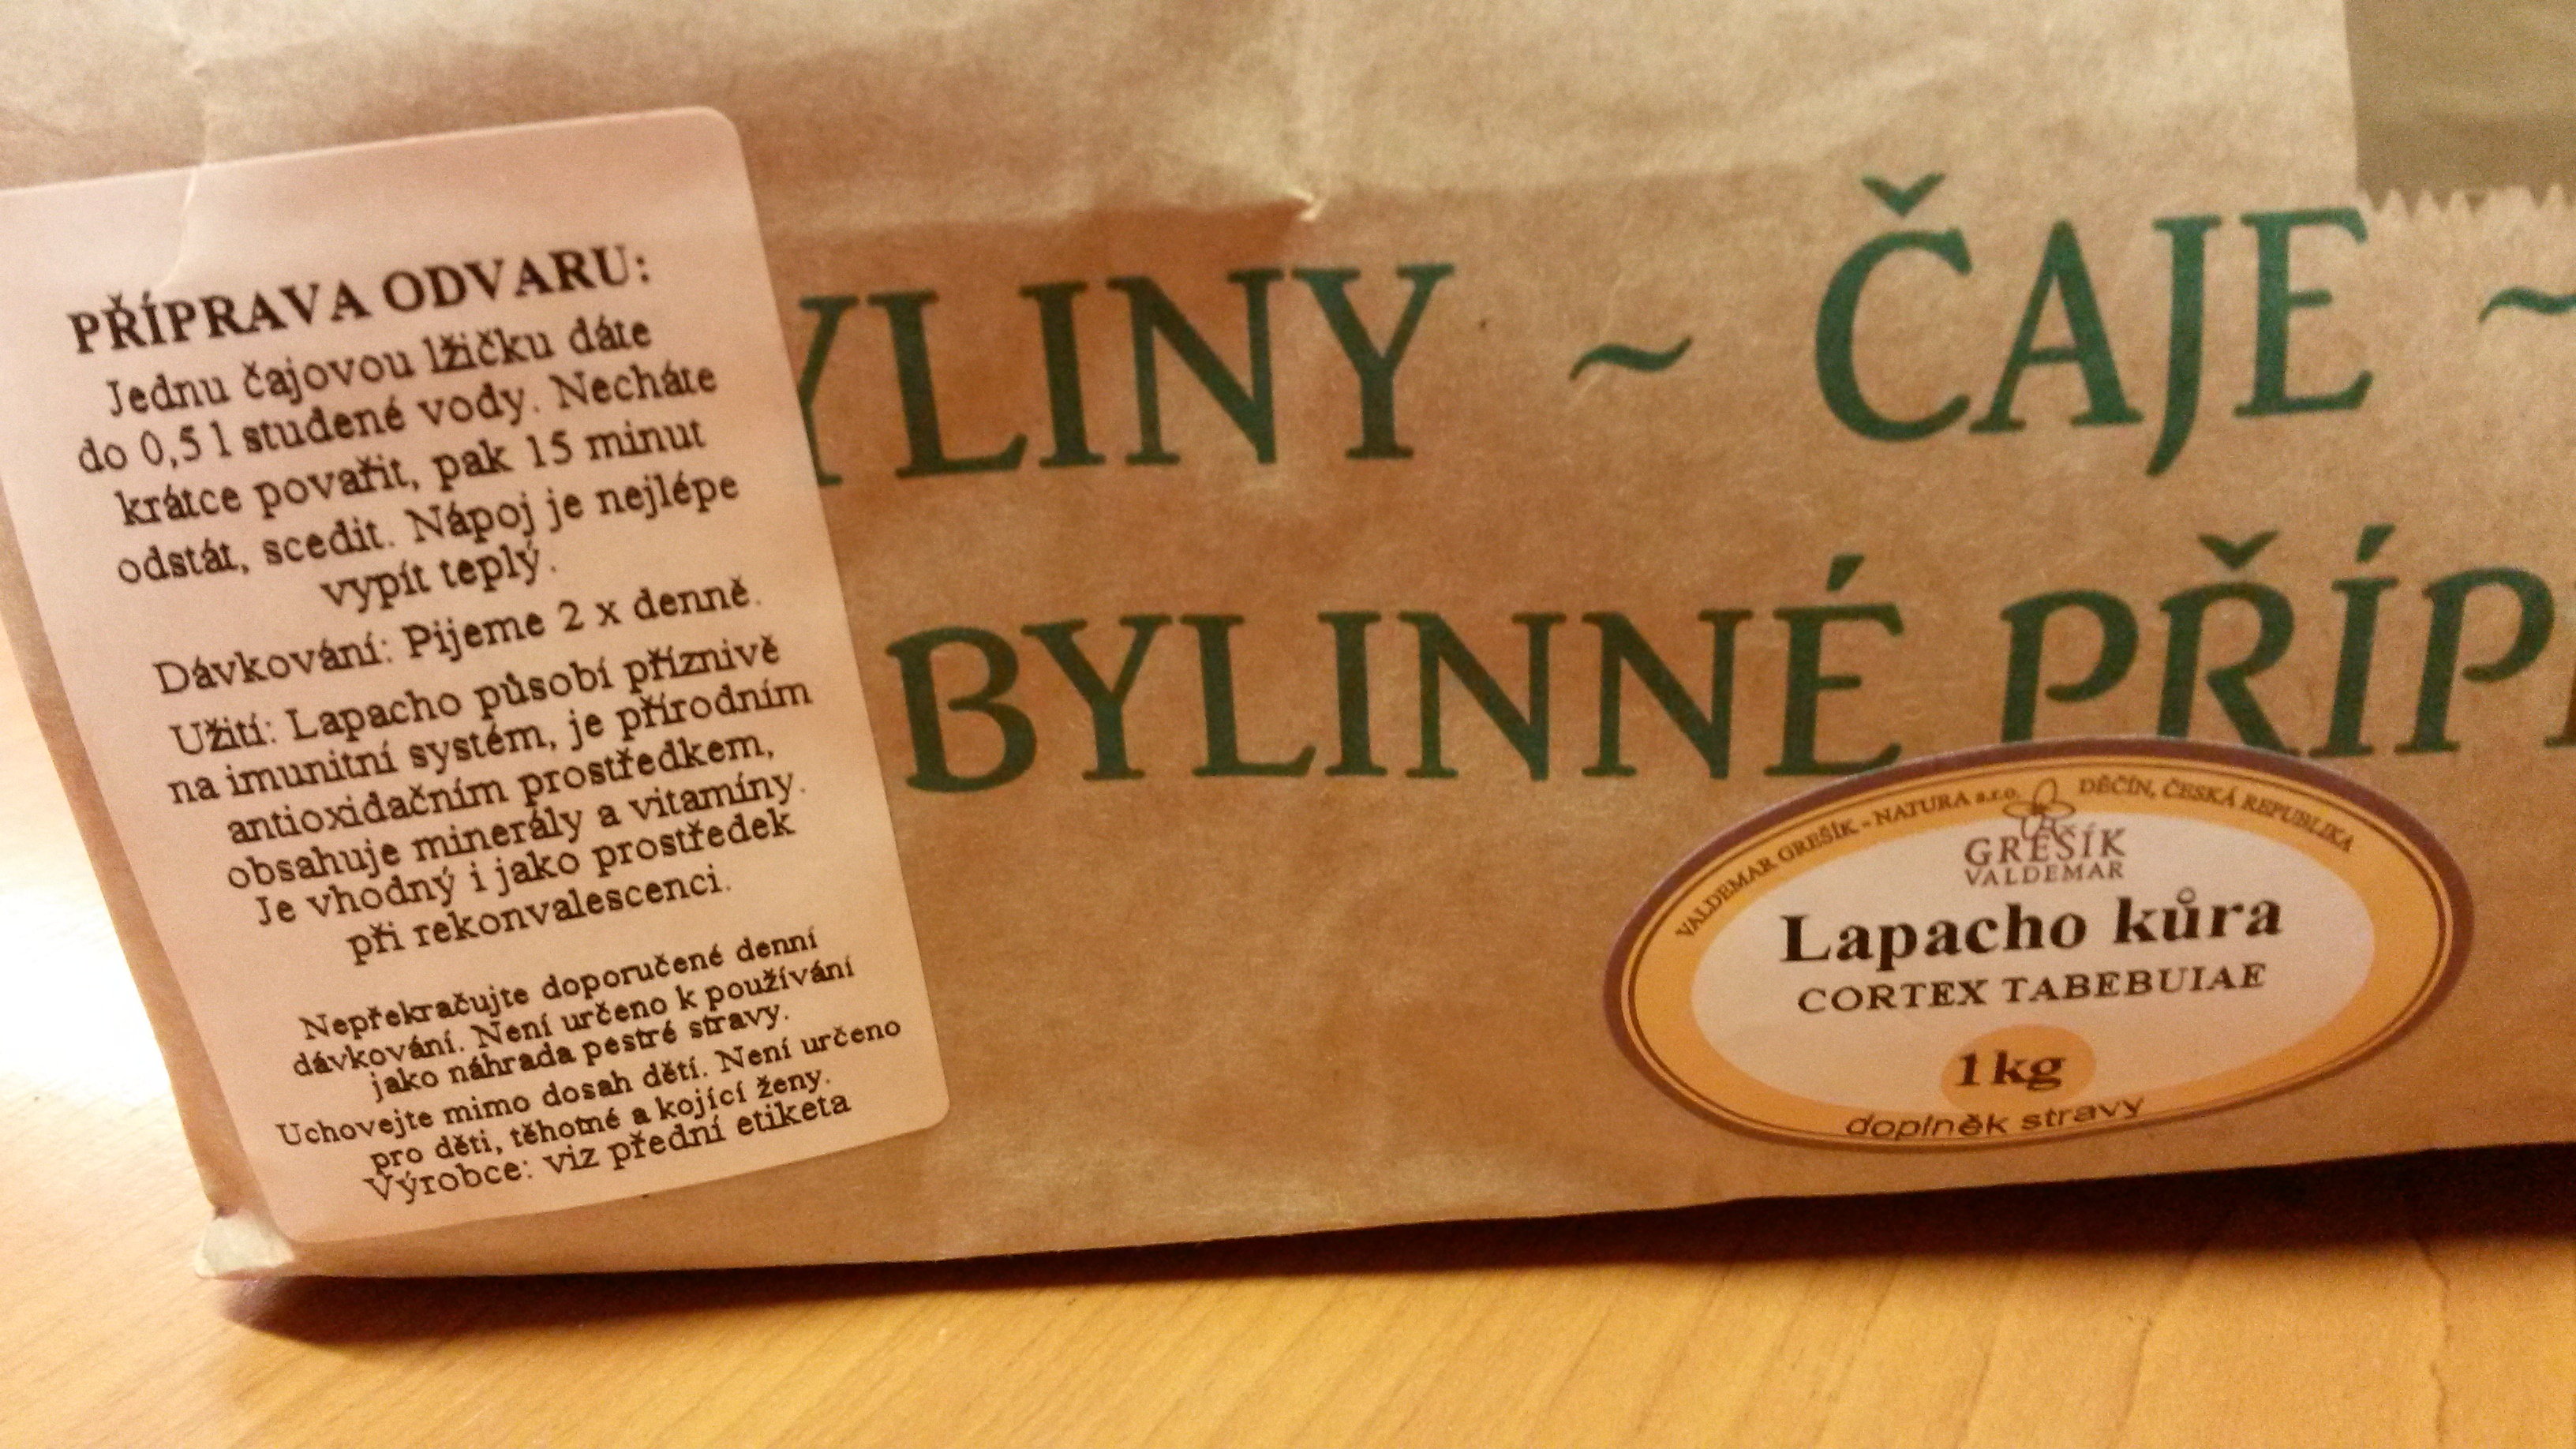 PŘÍPRAVA ODVARU:
Jednu čajovou lžičku dáte
do 0,5 l studené vody. Necháte
krátce povařit, pak 15 minut
odstát, scedit. Nápoj je nejlépe
vypít teplý.
Dávkování: Pijeme 2 x denně.
Užití: Lapacho působí příznivě
na imunitní systém, je přírodním
antioxidačním prostředkem,
obsahuje minerály a vitamíny.
Je vhodný i jako prostředek
při rekonvalescenci.
Nepřekračujte doporučené denní
dávkování. Není určeno k používání
jako náhrada pestré stravy.
Uchovejte mimo dosah dětí. Není určeno
pro děti, těhotné a kojící ženy.
Výrobce: viz přední etiketa
YLINY ~ ČAJE ~
BYLINNÉ PŘÍP
VALDEMAR GREŠÍK - NATURA s.r.o. DĚČÍN, ČESKÁ REPUBLIKA
GREŠÍK
VALDEMAR
Lapacho kůra
CORTEX TABEBUIAE
1 kg
doplněk stravy